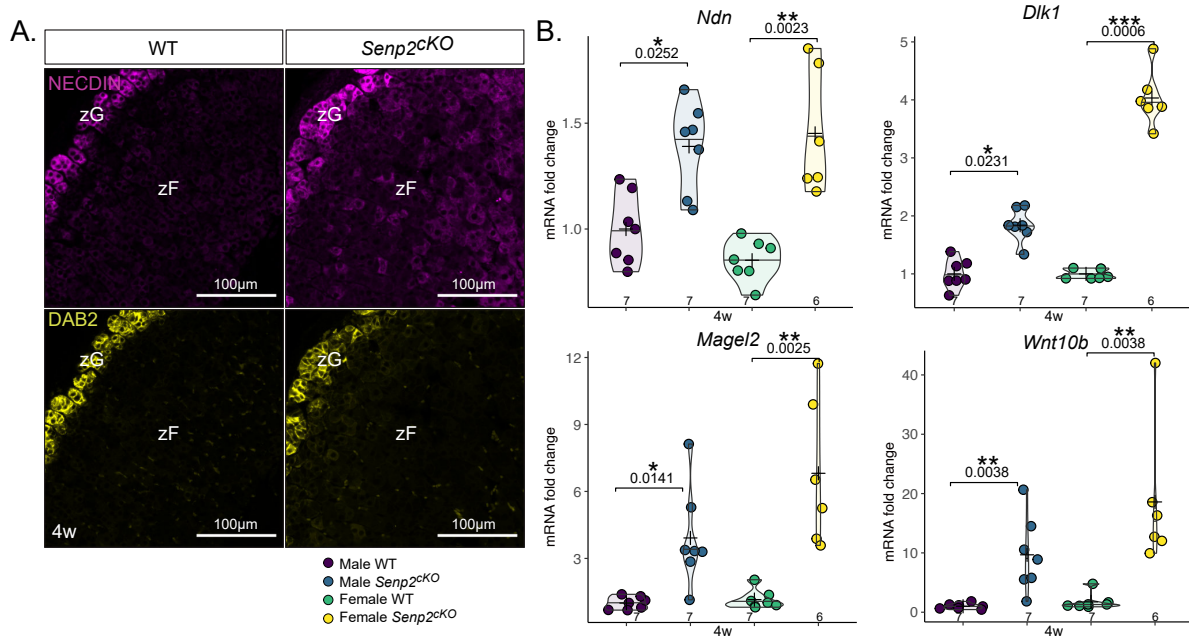 A.
WT
Senp2cKO
NECDIN
zG
zF
100µm
zG
zF
100µm
DAB2
zG
zF
4w
100µm
zG
zF
100µm
Male WT
Male Senp2cKO
Female WT
Female Senp2cKO
B.
Ndn
mRNA fold change
1.5
1.0
*
0.0252
**
0.0023
7
7
7
6
4w
Dlk1
mRNA fold change
5
4
3
2
1
*
0.0231
***
0.0006
7
7
7
6
4w
Magel2
mRNA fold change
12
9
6
3
*
0.0141
**
0.0025
7
7
7
6
4w
Wnt10b
mRNA fold change
40
30
20
10
0
**
0.0038
**
0.0038
7
7
7
6
4w